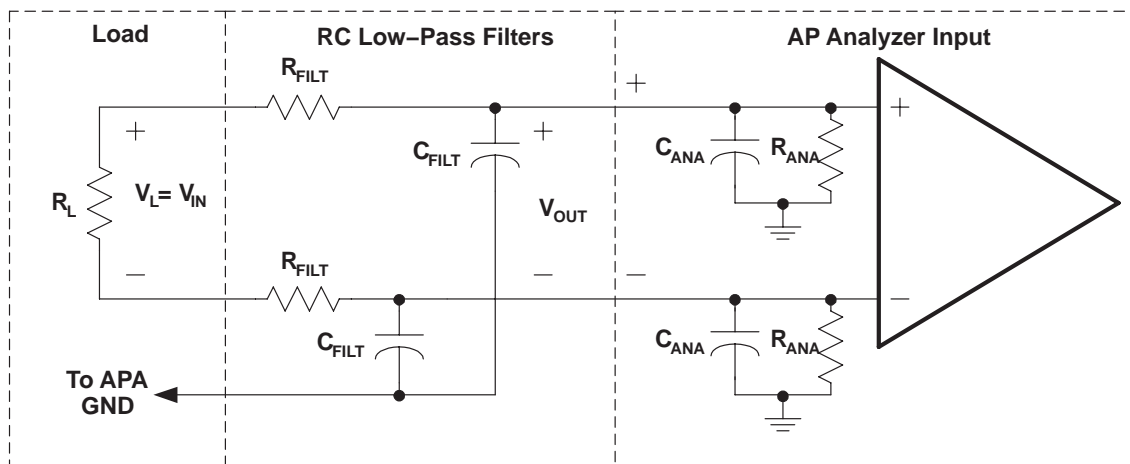 Load
RC Low–Pass Filters
AP Analyzer Input
R_FILT
+
+
+
+
C_FILT
C_ANA
R_ANA
R_L
V_L= V_IN
V_OUT
R_FILT
−
−
−
−
C_FILT
C_ANA
R_ANA
To APA
GND